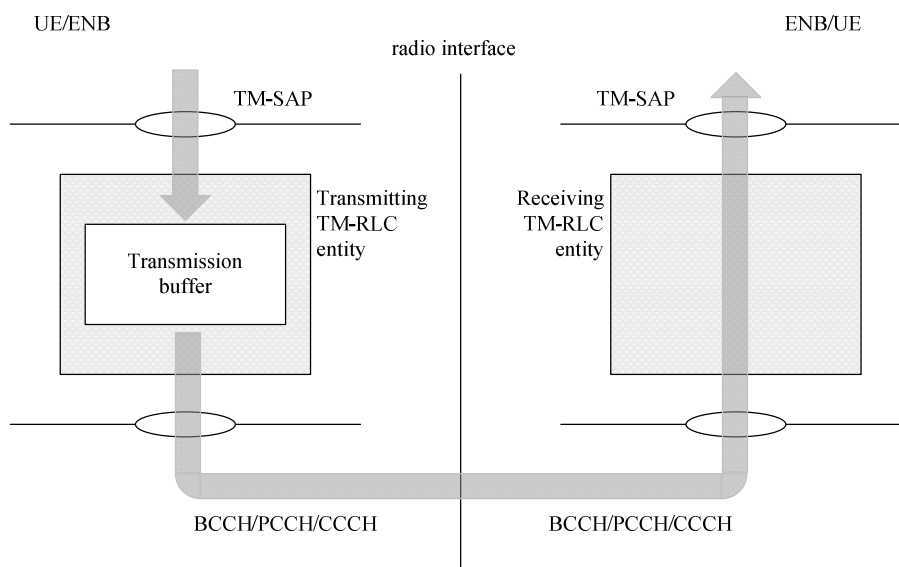 UE/ENB
ENB/UE
radio interface
TM-SAP
TM-SAP
Transmitting
TM-RLC
entity
Receiving
TM-RLC
entity
Transmission
buffer
BCCH/PCCH/CCCH
BCCH/PCCH/CCCH